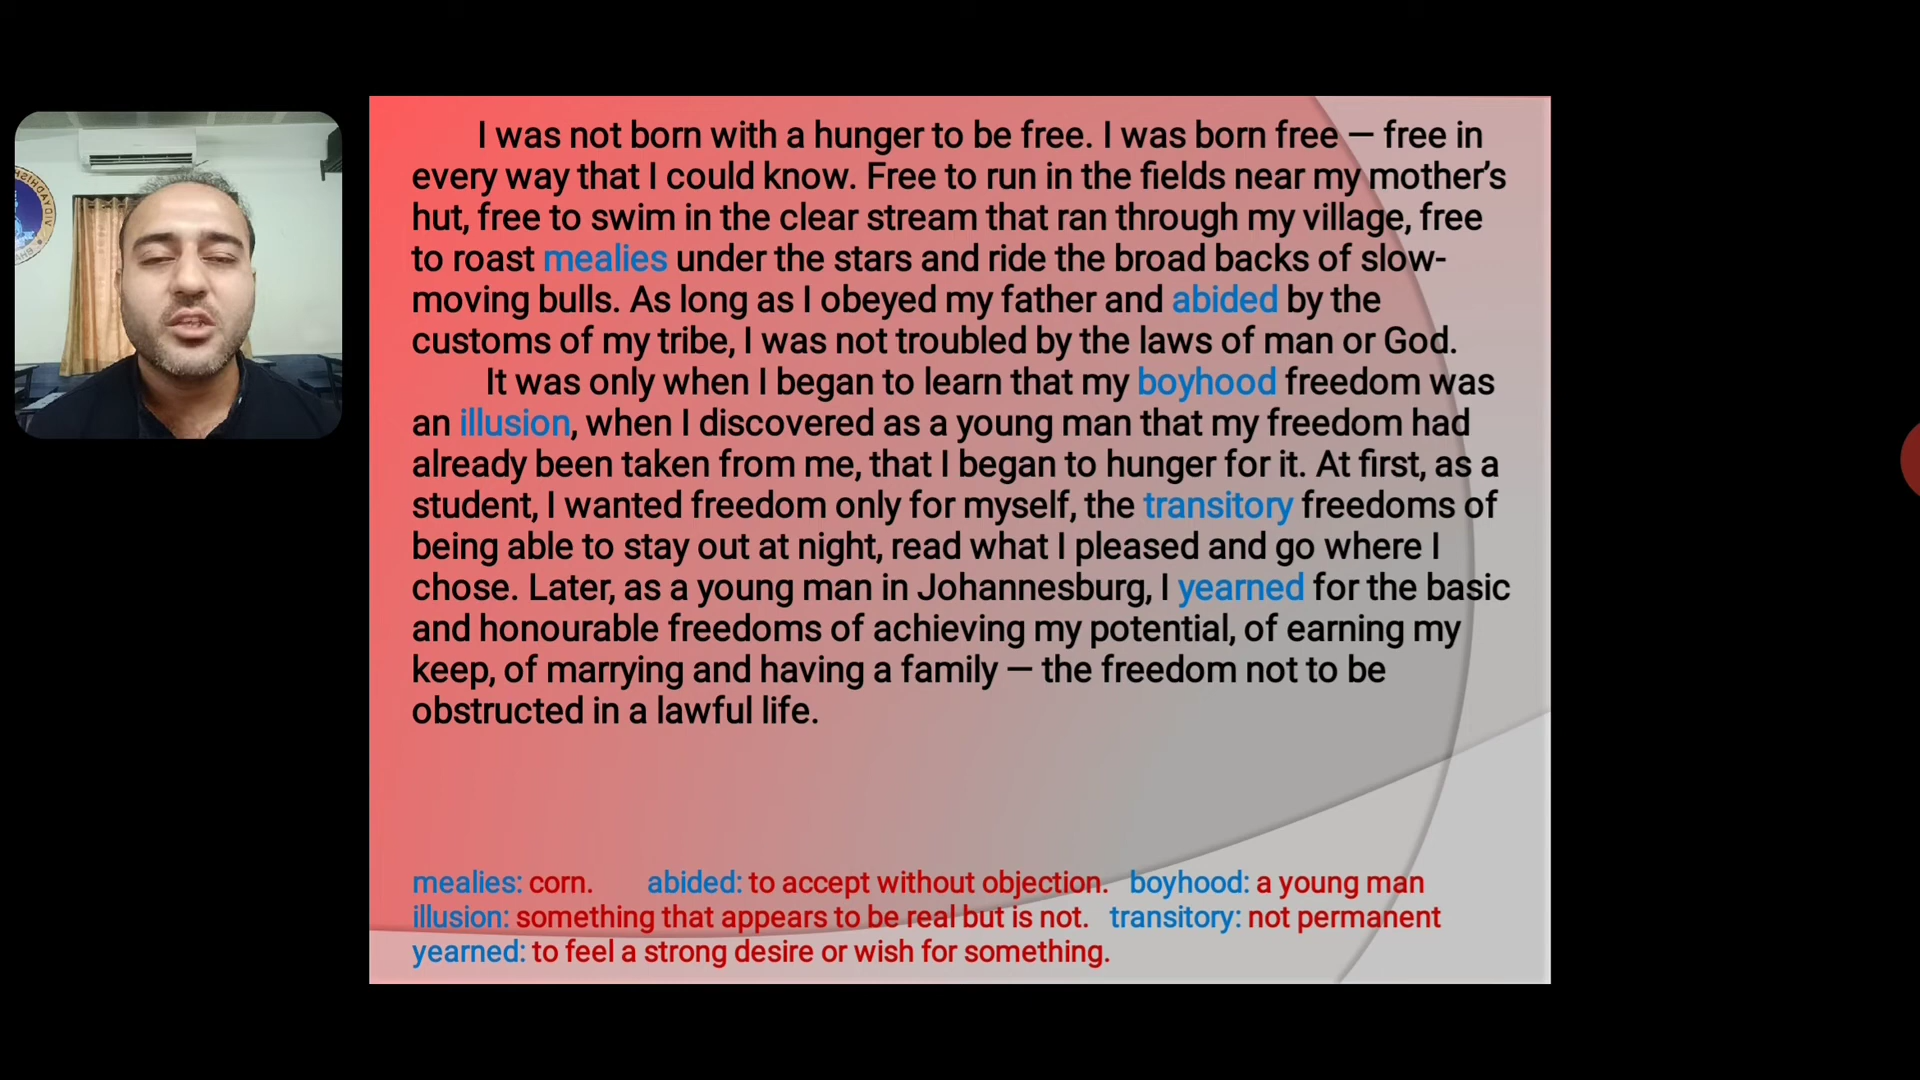 I was not born with a hunger to be free. I was born free — free in
every way that I could know. Free to run in the fields near my mother’s
hut, free to swim in the clear stream that ran through my village, free
to roast mealies under the stars and ride the broad backs of slow-
moving bulls. As long as I obeyed my father and abided by the
customs of my tribe, I was not troubled by the laws of man or God.
It was only when I began to learn that my boyhood freedom was
an illusion, when I discovered as a young man that my freedom had
already been taken from me, that I began to hunger for it. At first, as a
student, I wanted freedom only for myself, the transitory freedoms of
being able to stay out at night, read what I pleased and go where I
chose. Later, as a young man in Johannesburg, I yearned for the basic
and honourable freedoms of achieving my potential, of earning my
keep, of marrying and having a family — the freedom not to be
obstructed in a lawful life.
mealies: corn. abided: to accept without objection. boyhood: a young man
illusion: something that appears to be real but is not. transitory: not permanent
yearned: to feel a strong desire or wish for something.